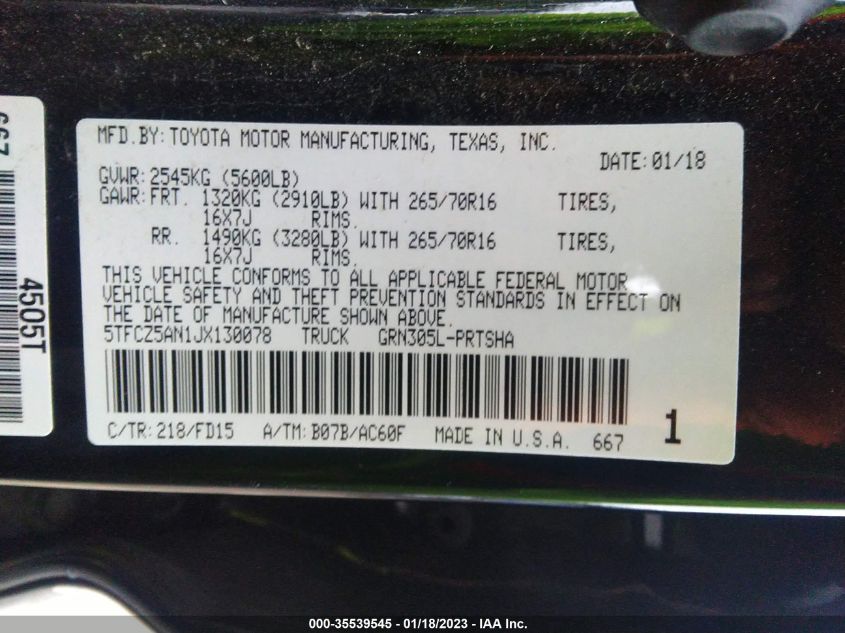 MFD.BY: TOYOTA MOTOR MANUFACTURING, TEXAS, INC.
DATE: 01/18
GVWR: 2545KG (5600LB)
GAWR: FRT. 1320KG (2910LB) WITH 265/70R16 TIRES,
16X7J RIMS.
RR. 1490KG (3280LB) WITH 265/70R16 TIRES,
16X7J RIMS.
THIS VEHICLE CONFORMS TO ALL APPLICABLE FEDERAL MOTOR
VEHICLE SAFETY AND THEFT PREVENTION STANDARDS IN EFFECT ON
THE DATE OF MANUFACTURE SHOWN ABOVE.
5TFCZ5AN1JX130078 TRUCK GRN305L-PRTSHA
C/TR: 218/FD15 A/TM: B07B/AC60F MADE IN U.S.A. 667 1
667
4505T
000-35539545 - 01/18/2023 - IAA Inc.